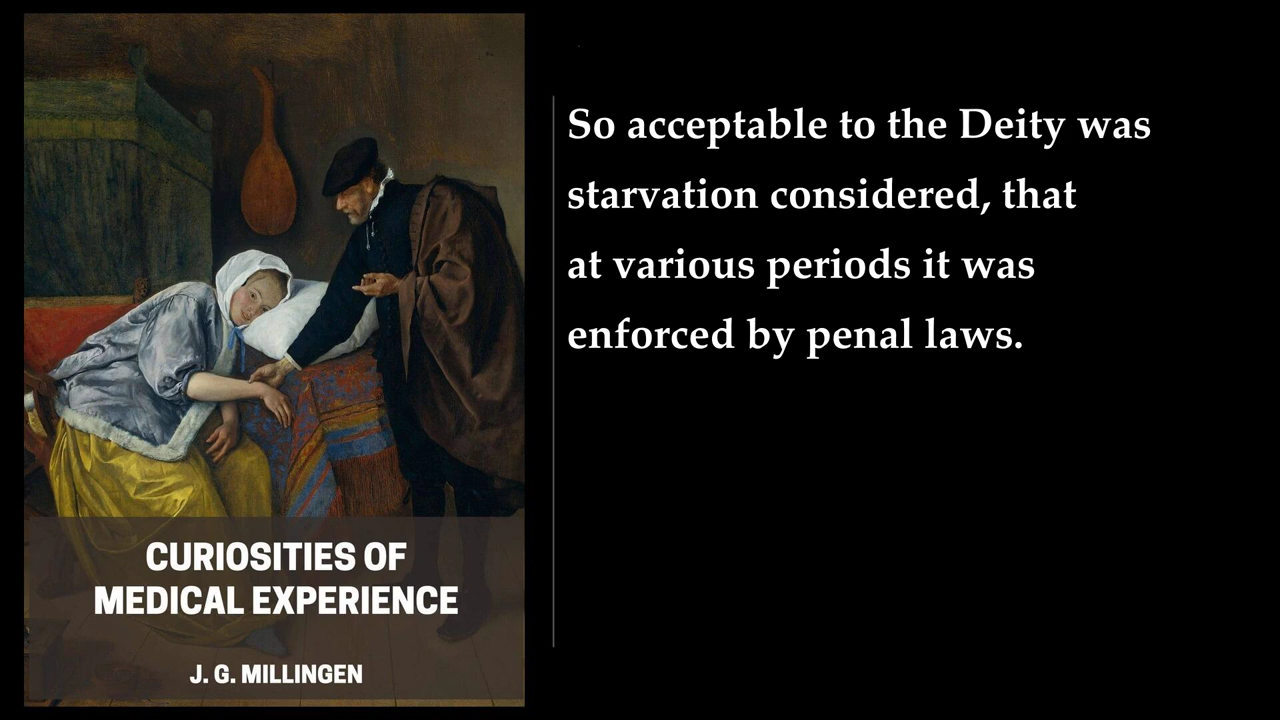 So acceptable to the Deity was
starvation considered, that
at various periods it was
enforced by penal laws.
CURIOSITIES OF
MEDICAL EXPERIENCE
J. G. MILLINGEN